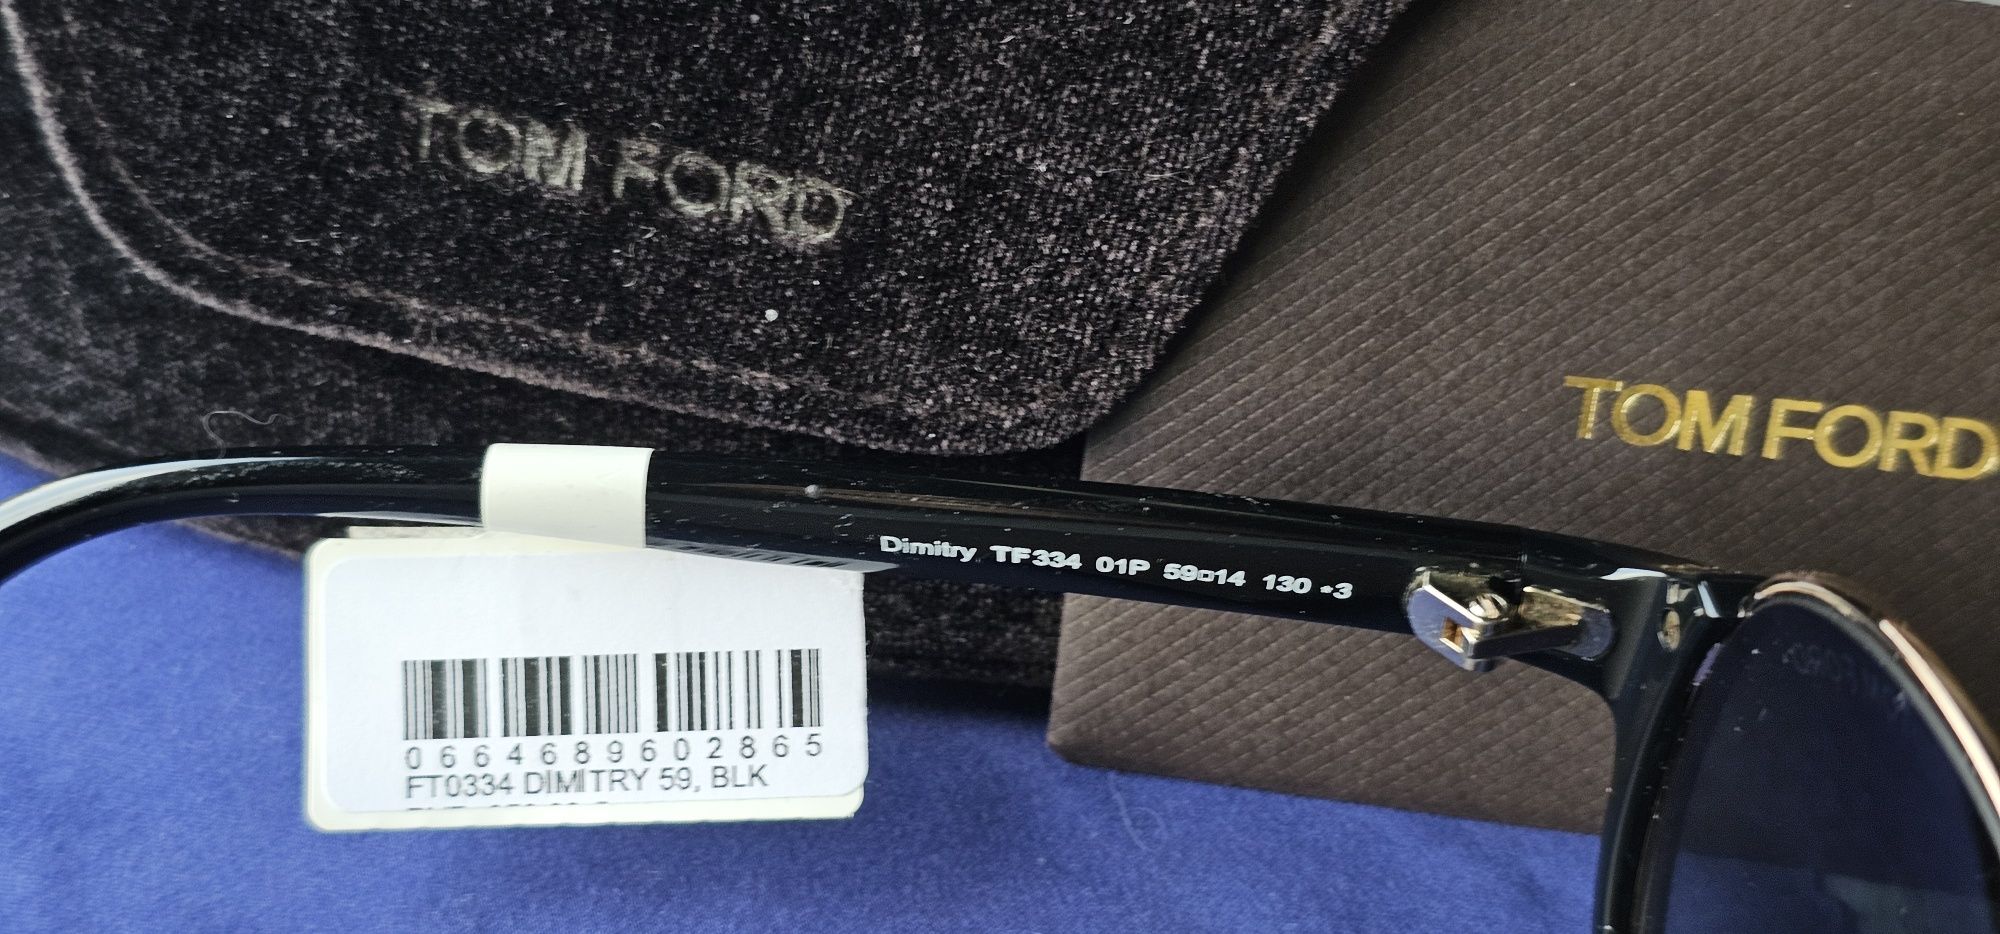 TOM FORD
TOM FORD
Dimitry TF334 01P 59□14 130 *3
0664689602865
FT0334 DIMITRY 59, BLK